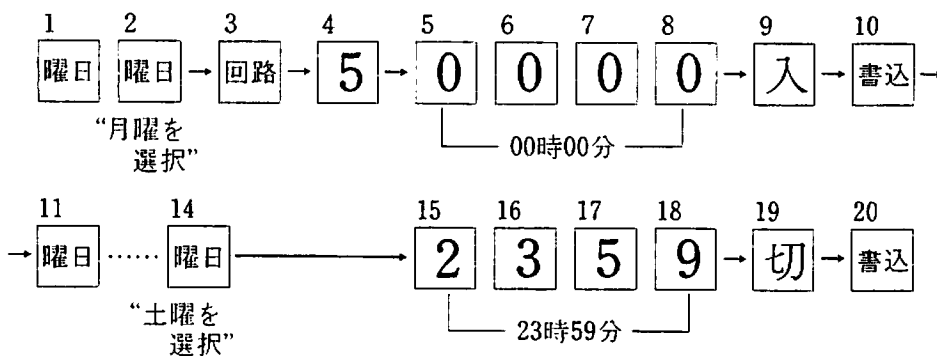 1 2 3 4 5 6 7 8 9 10
曜日 曜日 → 回路 → 5 → 0 0 0 0 → 入 → 書込 →
“月曜を
選択”
00時00分
11 14 15 16 17 18 19 20
→ 曜日 …… 曜日 → 2 3 5 9 → 切 → 書込
“土曜を
選択”
23時59分